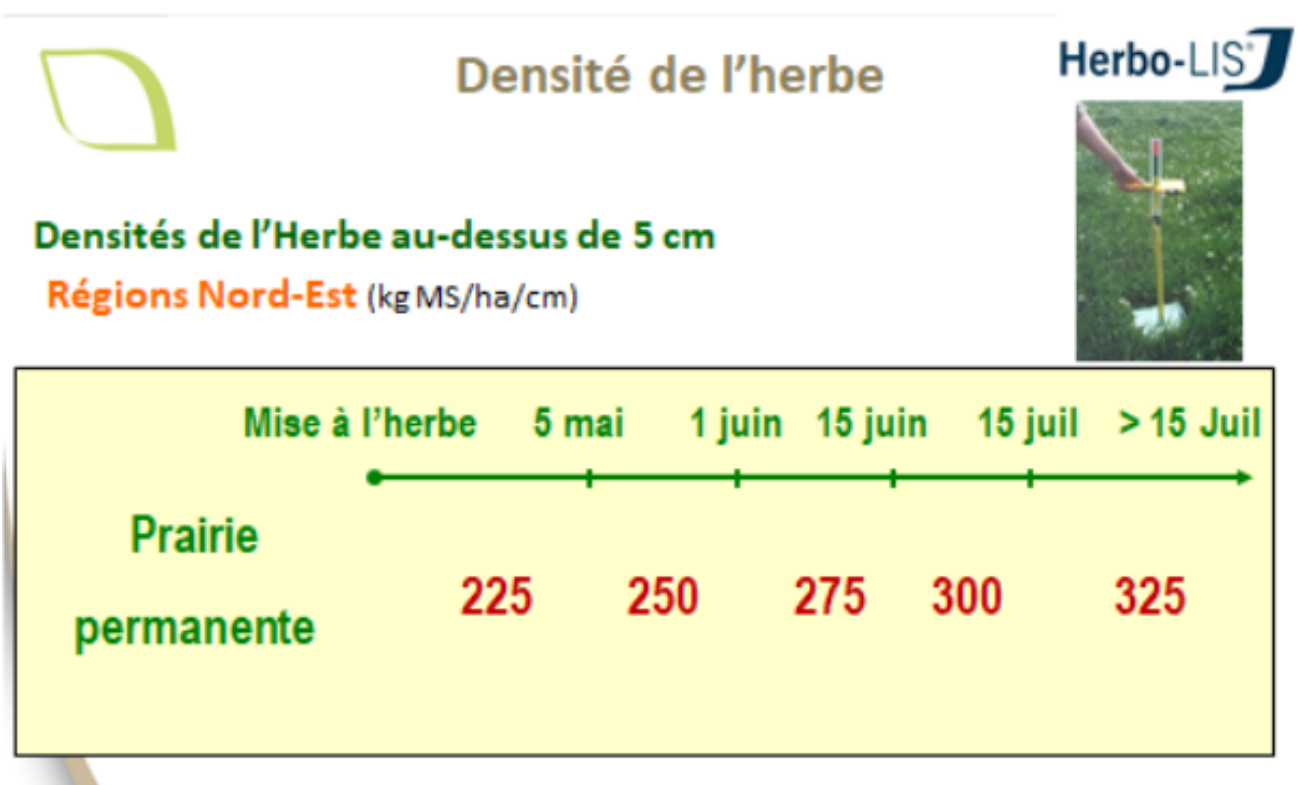 Densité de l'herbe
Herbo-LIS®
Densités de l'Herbe au-dessus de 5 cm
Régions Nord-Est (kg MS/ha/cm)
Mise à l'herbe 5 mai 1 juin 15 juin 15 juil > 15 Juil
Prairie
permanente
225 250 275 300 325